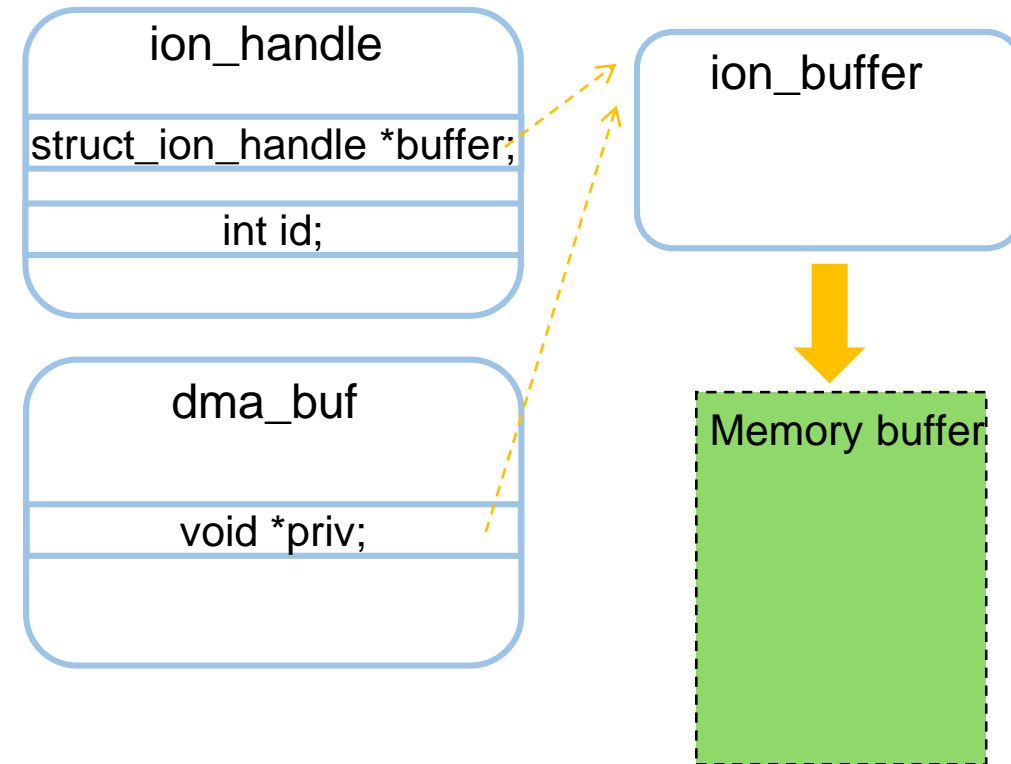 ion_handle
struct_ion_handle *buffer;
int id;
dma_buf
void *priv;
ion_buffer
Memory buffer